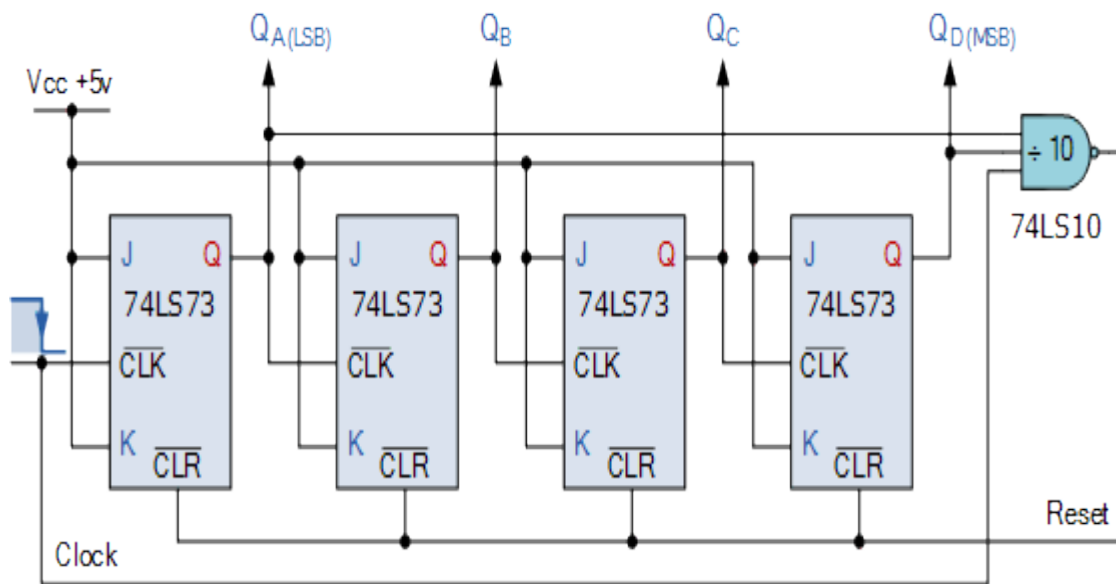 QA(LSB) QB QC QD(MSB)
Vcc +5v
÷ 10
74LS10
J Q J Q J Q J Q
74LS73 74LS73 74LS73 74LS73
CLK CLK CLK CLK
K K K K
CLR CLR CLR CLR
Reset
Clock